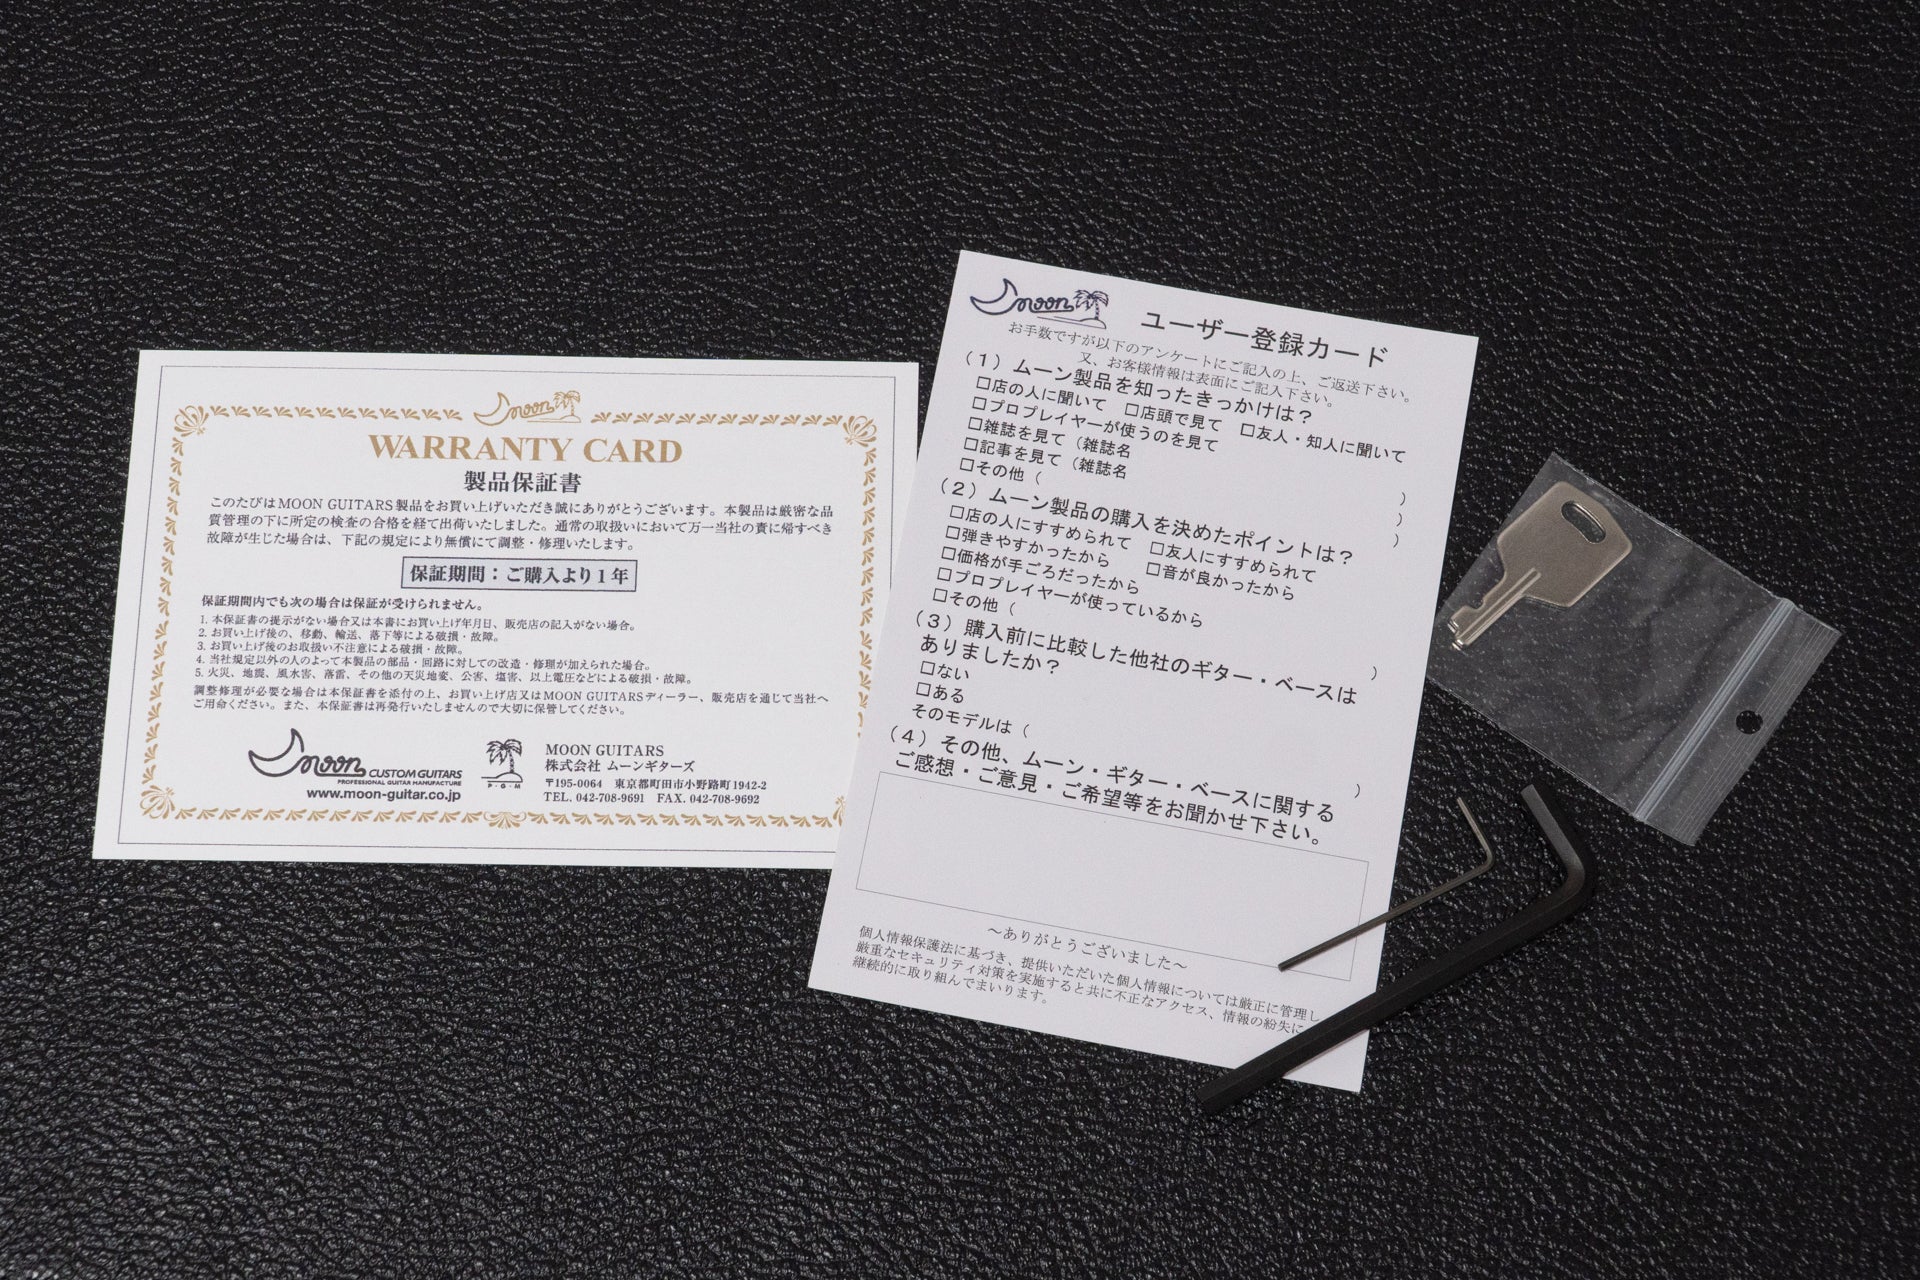 moon
WARRANTY CARD
製品保証書
このたびはMOON GUITARS製品をお買い上げいただき誠にありがとうございます。本製品は厳密な品
質管理の下に所定の検査の合格を経て出荷いたしました。通常の取扱いにおいて万一当社の責に帰すべき
故障が生じた場合は、下記の規定により無償にて調整・修理いたします。
保証期間：ご購入より1年
保証期間内でも次の場合は保証が受けられません。
1. 本保証書の提示がない場合又は本書にお買い上げ年月日、販売店の記入がない場合。
2. お買い上げ後の、移動、輸送、落下等による破損・故障。
3. お買い上げ後のお取扱い不注意による破損・故障。
4. 当社規定以外の人のよって本製品の部品・回路に対しての改造・修理が加えられた場合。
5. 火災、地震、風水害、落雷、その他の天災地変、公害、塩害、以上電圧などによる破損・故障。
調整修理が必要な場合は本保証書を添付の上、お買い上げ店又はMOON GUITARSディーラー、販売店を通じて当社へ
ご用命ください。また、本保証書は再発行いたしませんので大切に保管してください。
moon CUSTOM GUITARS
PROFESSIONAL GUITAR MANUFACTURE
www.moon-guitar.co.jp
P・G・M
MOON GUITARS
株式会社 ムーンギターズ
〒195-0064 東京都町田市小野路町1942-2
TEL. 042-708-9691 FAX. 042-708-9692
moon
ユーザー登録カード
お手数ですが以下のアンケートにご記入の上、ご返送下さい。
又、お客様情報は表面にご記入下さい。
（1）ムーン製品を知ったきっかけは？
□店の人に聞いて □店頭で見て □友人・知人に聞いて
□プロプレイヤーが使うのを見て
□雑誌を見て（雑誌名 ）
□記事を見て（雑誌名 ）
□その他（ ）
（2）ムーン製品の購入を決めたポイントは？
□店の人にすすめられて □友人にすすめられて
□弾きやすかったから □音が良かったから
□価格が手ごろだったから
□プロプレイヤーが使っているから
□その他（ ）
（3）購入前に比較した他社のギター・ベースは
ありましたか？
□ない
□ある
そのモデルは（ ）
（4）その他、ムーン・ギター・ベースに関する
ご感想・ご意見・ご希望等をお聞かせ下さい。
～ありがとうございました～
個人情報保護法に基づき、提供いただいた個人情報については厳正に管理し
厳重なセキュリティ対策を実施すると共に不正なアクセス、情報の紛失に
継続的に取り組んでまいります。